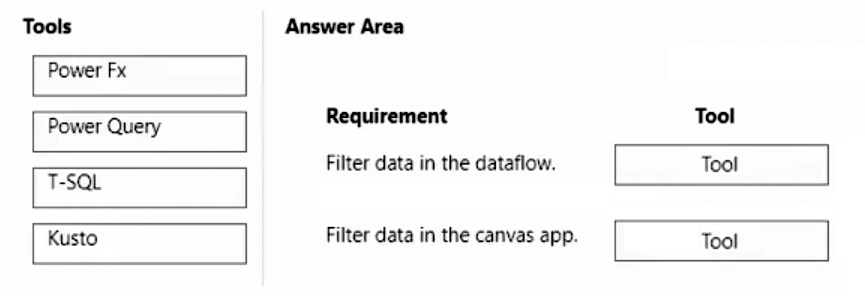 Tools
Power Fx
Power Query
T-SQL
Kusto
Answer Area
Requirement Tool
Filter data in the dataflow. Tool
Filter data in the canvas app. Tool